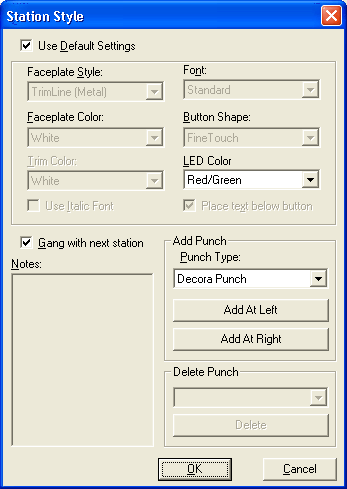 Station Style
Use Default Settings
Faceplate Style:
TrimLine (Metal)
Font:
Standard
Faceplate Color:
White
Button Shape:
FineTouch
Trim Color:
White
LED Color
Red/Green
Use Italic Font
Place text below button
Gang with next station
Notes:
Add Punch
Punch Type:
Decora Punch
Add At Left
Add At Right
Delete Punch
Delete
OK
Cancel